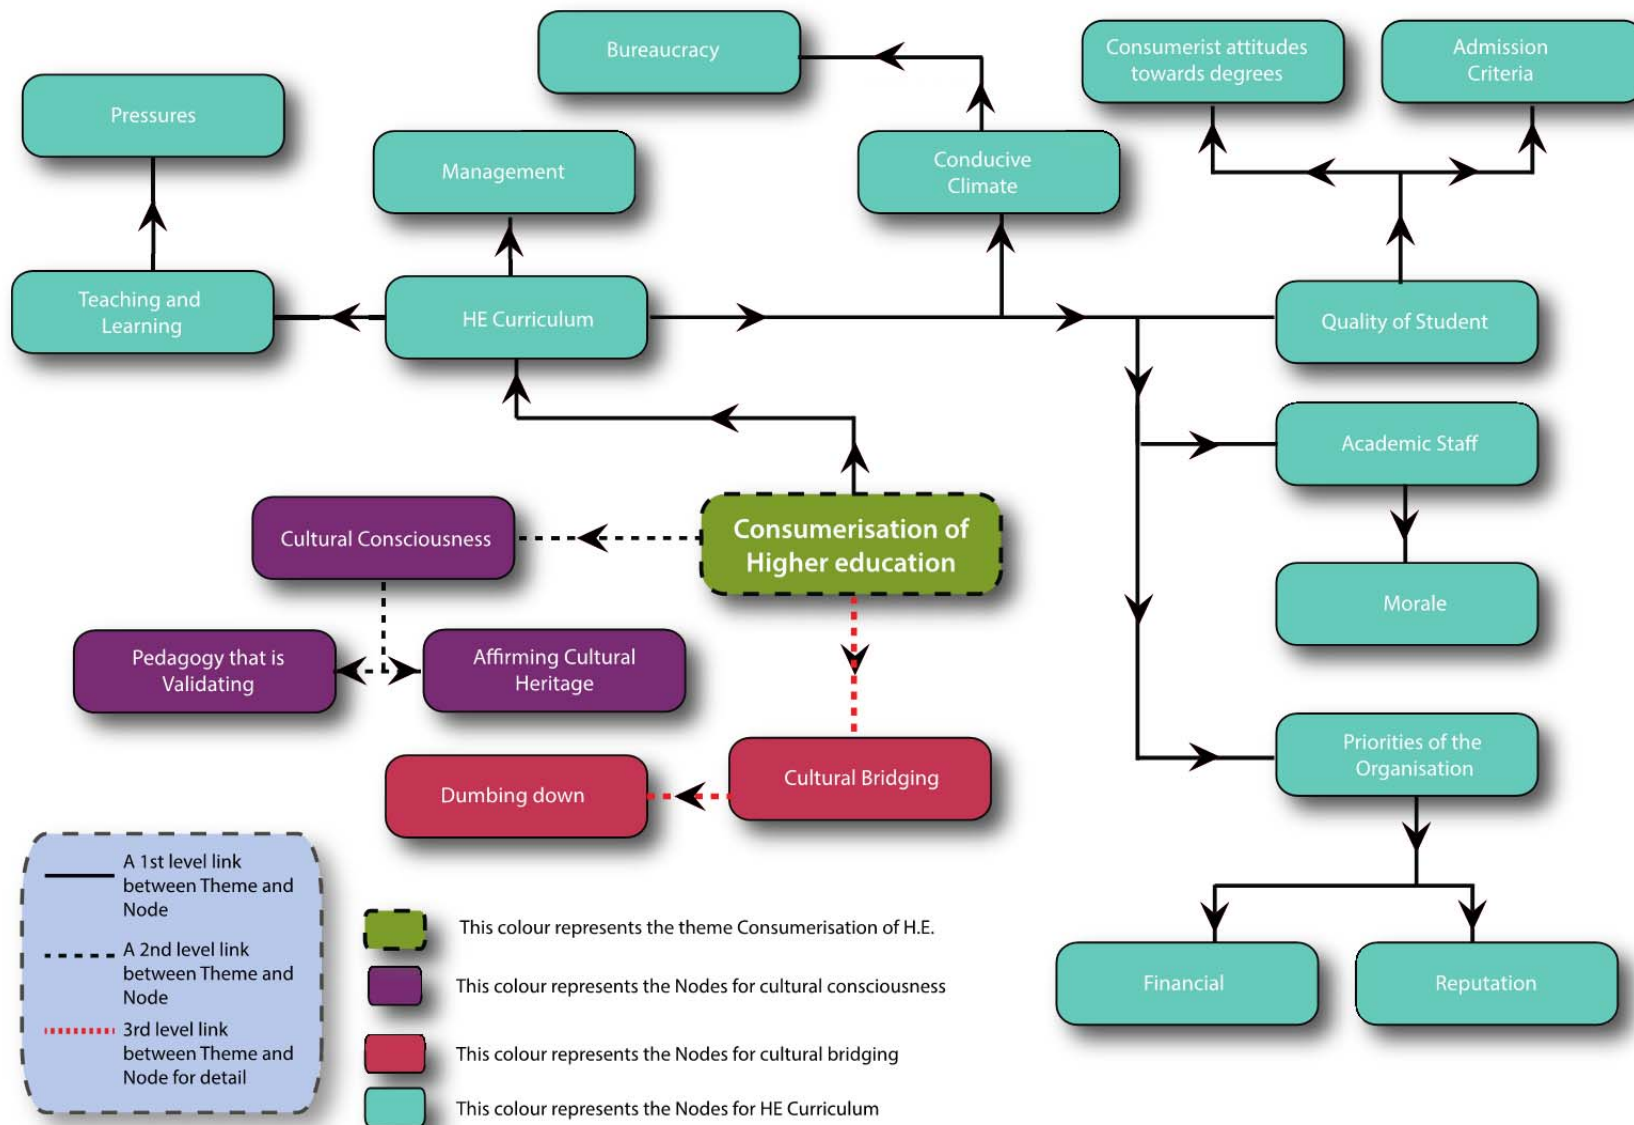 Bureaucracy
Consumerist attitudes
towards degrees
Admission
Criteria
Pressures
Management
Conducive
Climate
Teaching and
Learning
HE Curriculum
Quality of Student
Academic Staff
Consumerisation of
Higher education
Cultural Consciousness
Morale
Pedagogy that is
Validating
Affirming Cultural
Heritage
Priorities of the
Organisation
Cultural Bridging
Dumbing down
Financial
Reputation
A 1st level link
between Theme and
Node
A 2nd level link
between Theme and
Node
3rd level link
between Theme and
Node for detail
This colour represents the theme Consumerisation of H.E.
This colour represents the Nodes for cultural consciousness
This colour represents the Nodes for cultural bridging
This colour represents the Nodes for HE Curriculum